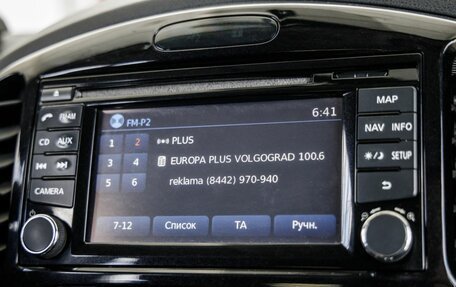 FM-P2
6:41
1 2
3 4
5 6
PLUS
EUROPA PLUS VOLGOGRAD 100.6
reklama (8442) 970-940
7-12 Список TA Ручн.
FM·AM
CD AUX
CAMERA
MAP
NAV INFO
SETUP